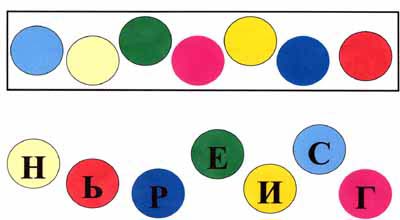 Н Ь Р Е И С Г